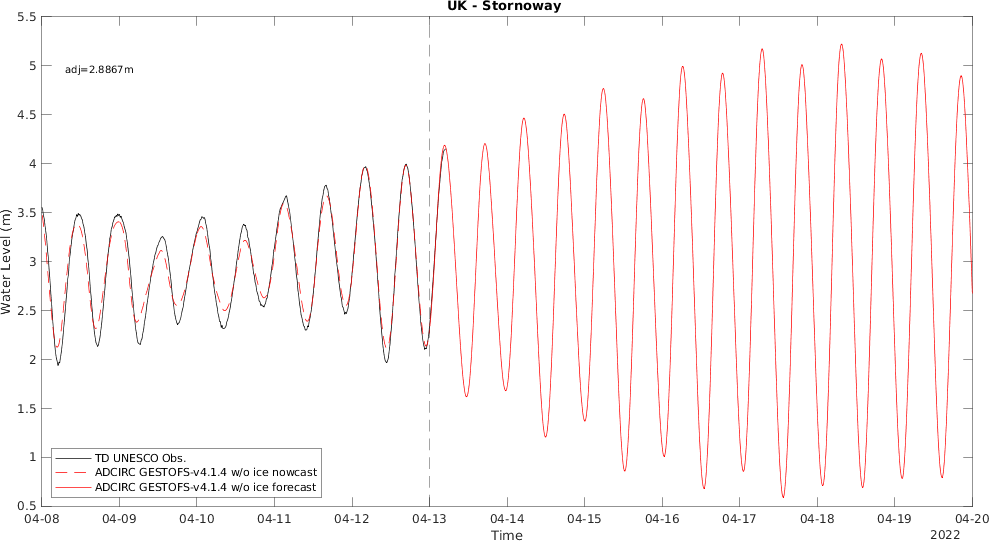 UK - Stornoway
adj=2.8867m
Water Level (m)
5.5
5
4.5
4
3.5
3
2.5
2
1.5
1
0.5
TD UNESCO Obs.
ADCIRC GESTOFS-v4.1.4 w/o ice nowcast
ADCIRC GESTOFS-v4.1.4 w/o ice forecast
04-08 04-09 04-10 04-11 04-12 04-13 04-14 04-15 04-16 04-17 04-18 04-19 04-20
Time
2022